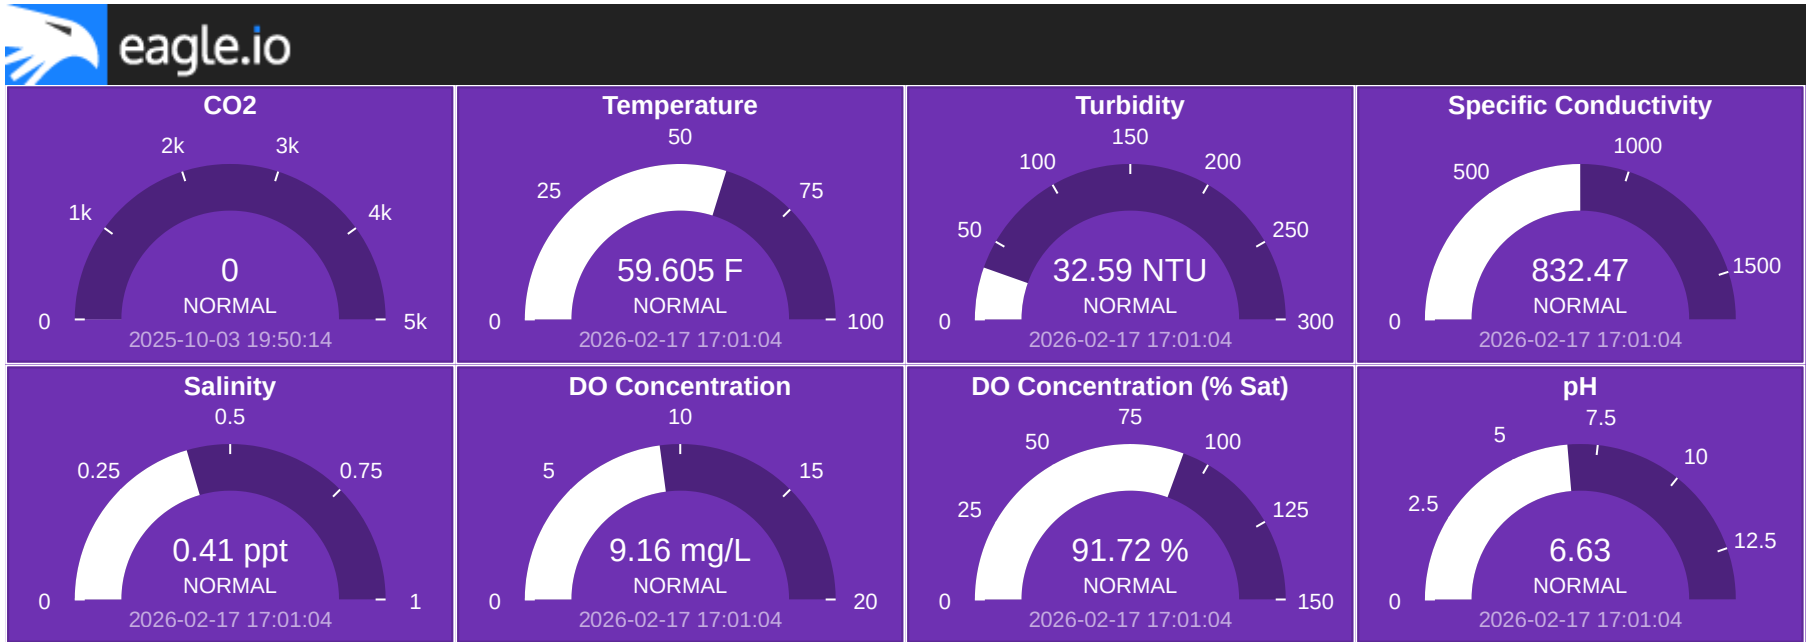 eagle.io
CO2
0
1k
2k
3k
4k
5k
0
NORMAL
2025-10-03 19:50:14
Temperature
0
25
50
75
100
59.605 F
NORMAL
2026-02-17 17:01:04
Turbidity
0
50
100
150
200
250
300
32.59 NTU
NORMAL
2026-02-17 17:01:04
Specific Conductivity
0
500
1000
1500
832.47
NORMAL
2026-02-17 17:01:04
Salinity
0
0.25
0.5
0.75
1
0.41 ppt
NORMAL
2026-02-17 17:01:04
DO Concentration
0
5
10
15
20
9.16 mg/L
NORMAL
2026-02-17 17:01:04
DO Concentration (% Sat)
0
25
50
75
100
125
150
91.72 %
NORMAL
2026-02-17 17:01:04
pH
0
2.5
5
7.5
10
12.5
6.63
NORMAL
2026-02-17 17:01:04